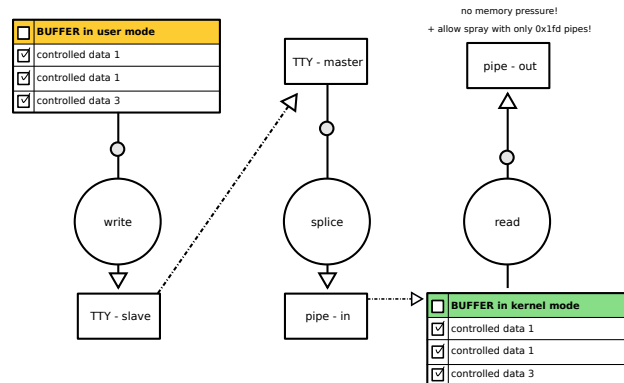 BUFFER in user mode
controlled data 1
controlled data 1
controlled data 3
write
TTY - slave
TTY - master
splice
pipe - in
no memory pressure!
+ allow spray with only 0x1fd pipes!
pipe - out
read
BUFFER in kernel mode
controlled data 1
controlled data 1
controlled data 3